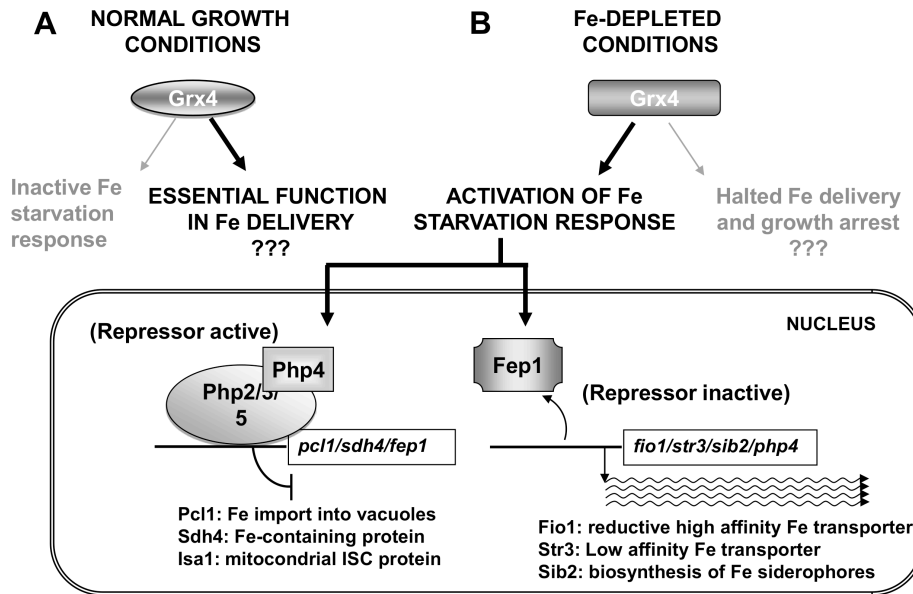 A
NORMAL GROWTH
CONDITIONS
B
Fe-DEPLETED
CONDITIONS
Grx4
Grx4
Inactive Fe
starvation
response
ESSENTIAL FUNCTION
IN Fe DELIVERY
???
ACTIVATION OF Fe
STARVATION RESPONSE
Halted Fe delivery
and growth arrest
???
NUCLEUS
(Repressor active)
Php4
Php2/3/
5
Fep1
(Repressor inactive)
pcl1/sdh4/fep1
fio1/str3/sib2/php4
Pcl1: Fe import into vacuoles
Sdh4: Fe-containing protein
Isa1: mitocondrial ISC protein
Fio1: reductive high affinity Fe transporter
Str3: Low affinity Fe transporter
Sib2: biosynthesis of Fe siderophores